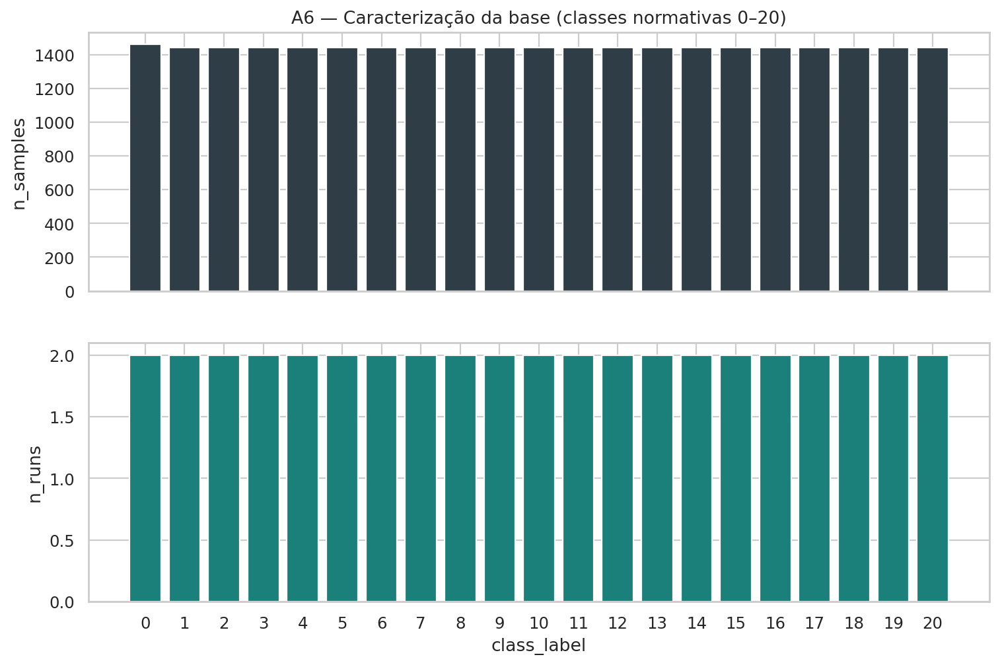 A6 — Caracterização da base (classes normativas 0–20)
n_samples
1400
1200
1000
800
600
400
200
0
n_runs
2.0
1.5
1.0
0.5
0.0
0 1 2 3 4 5 6 7 8 9 10 11 12 13 14 15 16 17 18 19 20
class_label